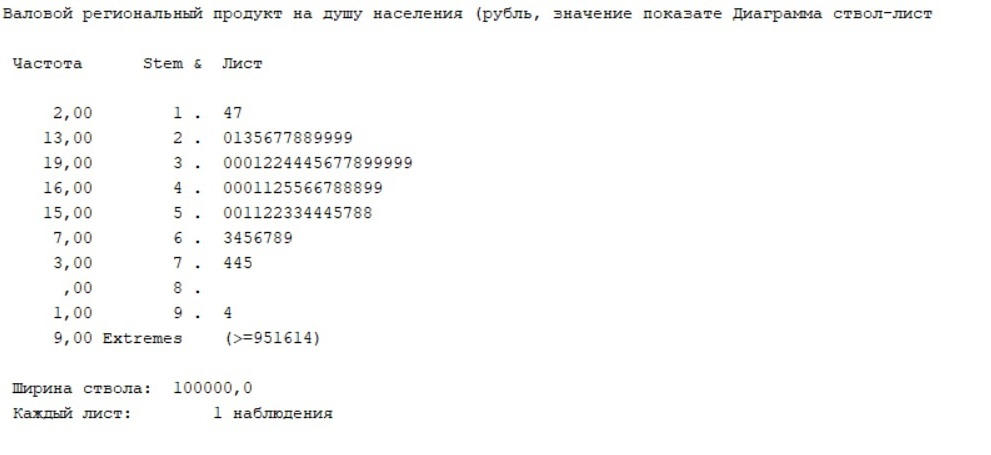 Валовой региональный продукт на душу населения (рубль, значение показате Диаграмма ствол-лист
Частота Stem & Лист
2,00 1 . 47
13,00 2 . 0135677889999
19,00 3 . 0001224445677899999
16,00 4 . 0001125566788899
15,00 5 . 001122334445788
7,00 6 . 3456789
3,00 7 . 445
,00 8 .
1,00 9 . 4
9,00 Extremes (>=951614)
Ширина ствола: 100000,0
Каждый лист: 1 наблюдения